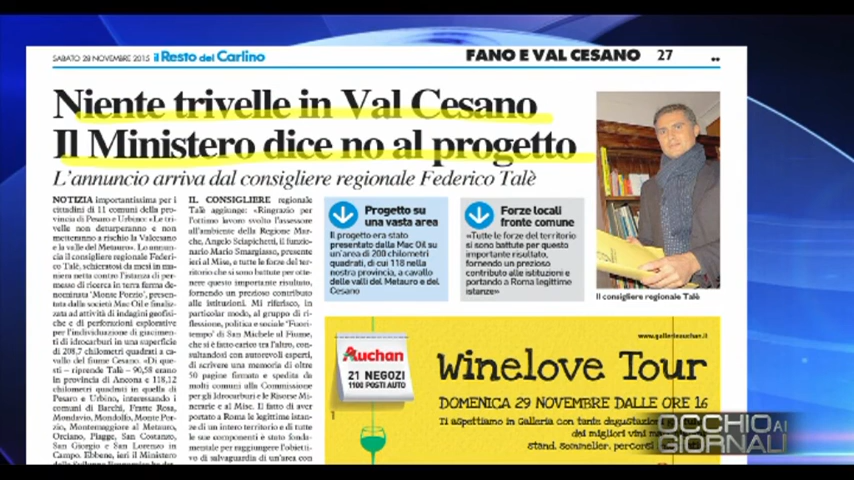 SABATO 28 NOVEMBRE 2015 il Resto del Carlino
FANO E VAL CESANO 27
Niente trivelle in Val Cesano
Il Ministero dice no al progetto
L'annuncio arriva dal consigliere regionale Federico Talè
NOTIZIA importantissima per i
cittadini di 11 comuni della pro-
vincia di Pesaro e Urbino: «Le tri-
velle non deturperanno e non
metteranno a rischio la Valcesano
e la valle del Metauro». Lo annun-
cia il consigliere regionale Federi-
co Talè, schieratosi da mesi in ma-
niera netta contro l'istanza di per-
messo di ricerca in terra ferma de-
nominata 'Monte Porzio', presen-
tata dalla società Mac Oil e finaliz-
zata ad attività di indagini geofisi-
che e di perforazioni esplorative
per l'individuazione di giacimen-
ti di idrocarburi in una superficie
di 208,7 chilometri quadrati a ca-
vallo del fiume Cesano. «Di que-
sti – riprende Talè – 90,58 erano
in provincia di Ancona e 118,12
chilometri quadrati in quella di
Pesaro e Urbino, interessando i
comuni di Barchi, Fratte Rosa,
Mondavio, Mondolfo, Monte Por-
zio, Montemaggiore al Metauro,
Orciano, Piagge, San Costanzo,
San Giorgio e San Lorenzo in
Campo. Ebbene, ieri il Ministero
IL CONSIGLIERE regionale
Talè aggiunge: «Ringrazio per
l'ottimo lavoro svolto l'assessore
all'ambiente della Regione Mar-
che, Angelo Sciapichetti, il funzio-
nario Mario Smargiasso, presente
ieri al Mise, e tutte le forze del ter-
ritorio che si sono battute per otte-
nere questo importante risultato,
fornendo un prezioso contributo
alle istituzioni. Mi riferisco, in
particolar modo, al gruppo di ri-
flessione, politica e sociale 'Fuori-
tempo' di San Michele al Fiume,
che si è fatto carico tra l'altro, con-
sultandosi con autorevoli esperti,
di scrivere una memoria di oltre
50 pagine firmato e spedita da
molti comuni alla Commissione
per gli Idrocarburi e le Risorse Mi-
nerarie e al Mise. Il fatto di aver
portato a Roma le legittime istan-
ze di un intero territorio e di tutte
le sue componenti è stato fonda-
mentale per raggiungere l'obietti-
vo di salvaguardia di un'area con
Progetto su
una vasta area
Il progetto era stato
presentato dalla Mac Oil su
un'area di 200 chilometri
quadrati, di cui 118 nella
nostra provincia, a cavallo
delle valli del Metauro e del
Cesano
Forze locali
fronte comune
«Tutte le forze del territorio
si sono battute per questo
importante risultato,
fornendo un prezioso
contributo alle istituzioni e
portando a Roma legittime
istanze»
Il consigliere regionale Talè
www.gallerieauchan.it
Auchan
21 NEGOZI
1100 POSTI AUTO
Winelove Tour
DOMENICA 29 NOVEMBRE DALLE ORE 16
Ti aspettiamo in Galleria con tante degustazioni
dei migliori vini
stand, sommelier, percorsi
OCCHIO AI
GIORNALI